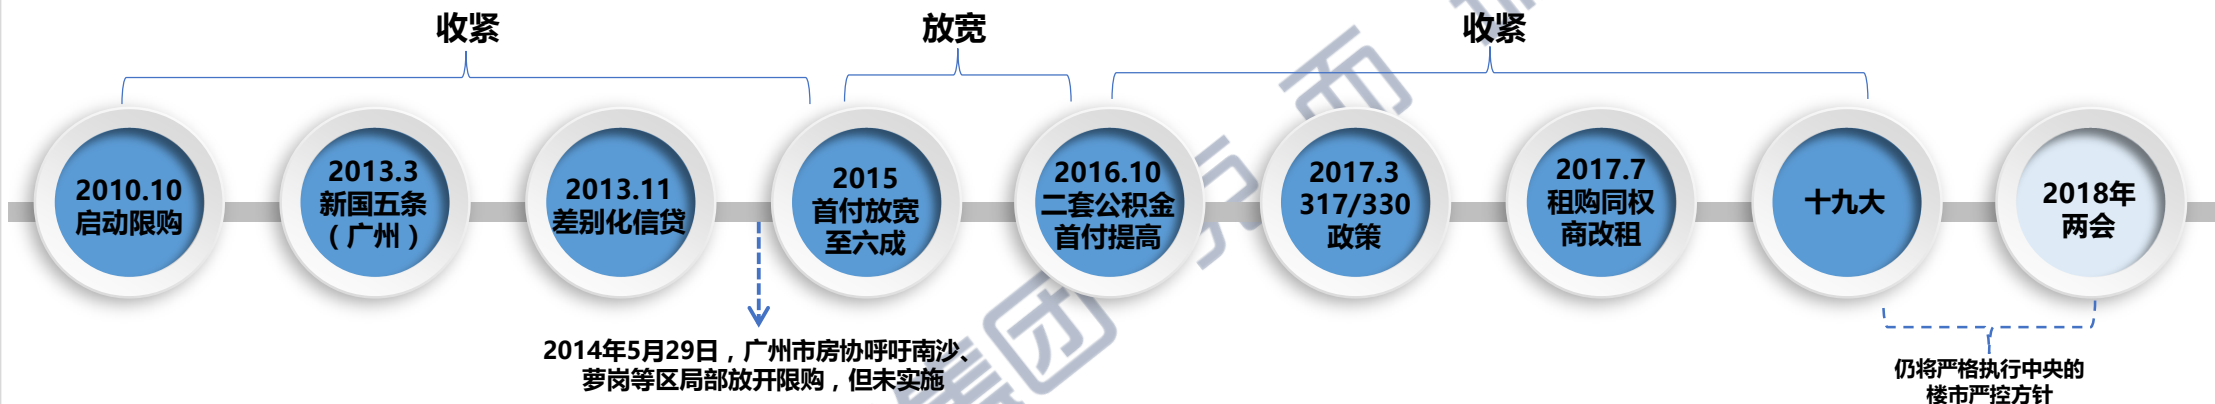 收紧
放宽
收紧
2010.10
启动限购
2013.3
新国五条
（广州）
2013.11
差别化信贷
2015
首付放宽
至六成
2016.10
二套公积金
首付提高
2017.3
317/330
政策
2017.7
租购同权
商改租
十九大
2018年
两会
2014年5月29日，广州市房协呼吁南沙、
萝岗等区局部放开限购，但未实施
仍将严格执行中央的
楼市严控方针
集团
而